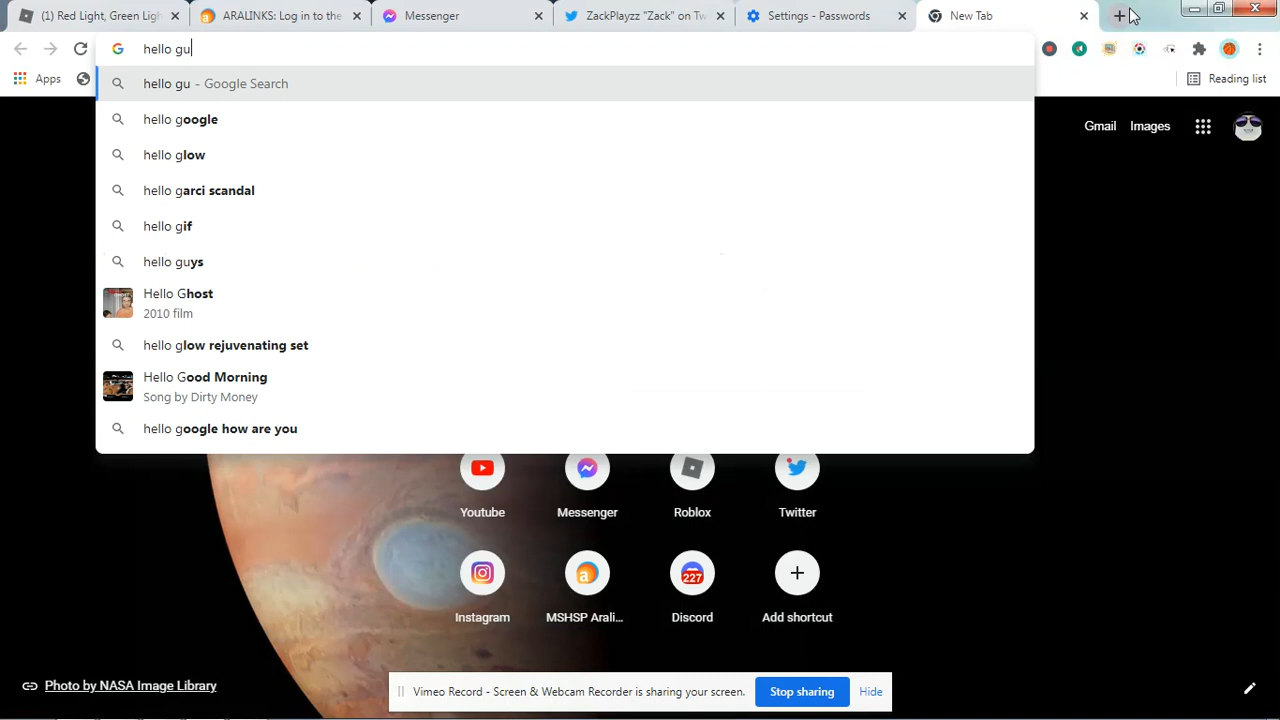 (1) Red Light, Green Ligh
ARALINKS: Log in to the
Messenger
ZackPlayzz "Zack" on Tw
Settings - Passwords
New Tab
hello gu
Apps
Reading list
hello gu - Google Search
hello google
hello glow
hello garci scandal
hello gif
hello guys
Hello Ghost
2010 film
hello glow rejuvenating set
Hello Good Morning
Song by Dirty Money
hello google how are you
Gmail Images
Youtube Messenger Roblox Twitter
227
Instagram MSHSP Arali... Discord Add shortcut
Photo by NASA Image Library
Vimeo Record - Screen & Webcam Recorder is sharing your screen. Stop sharing Hide